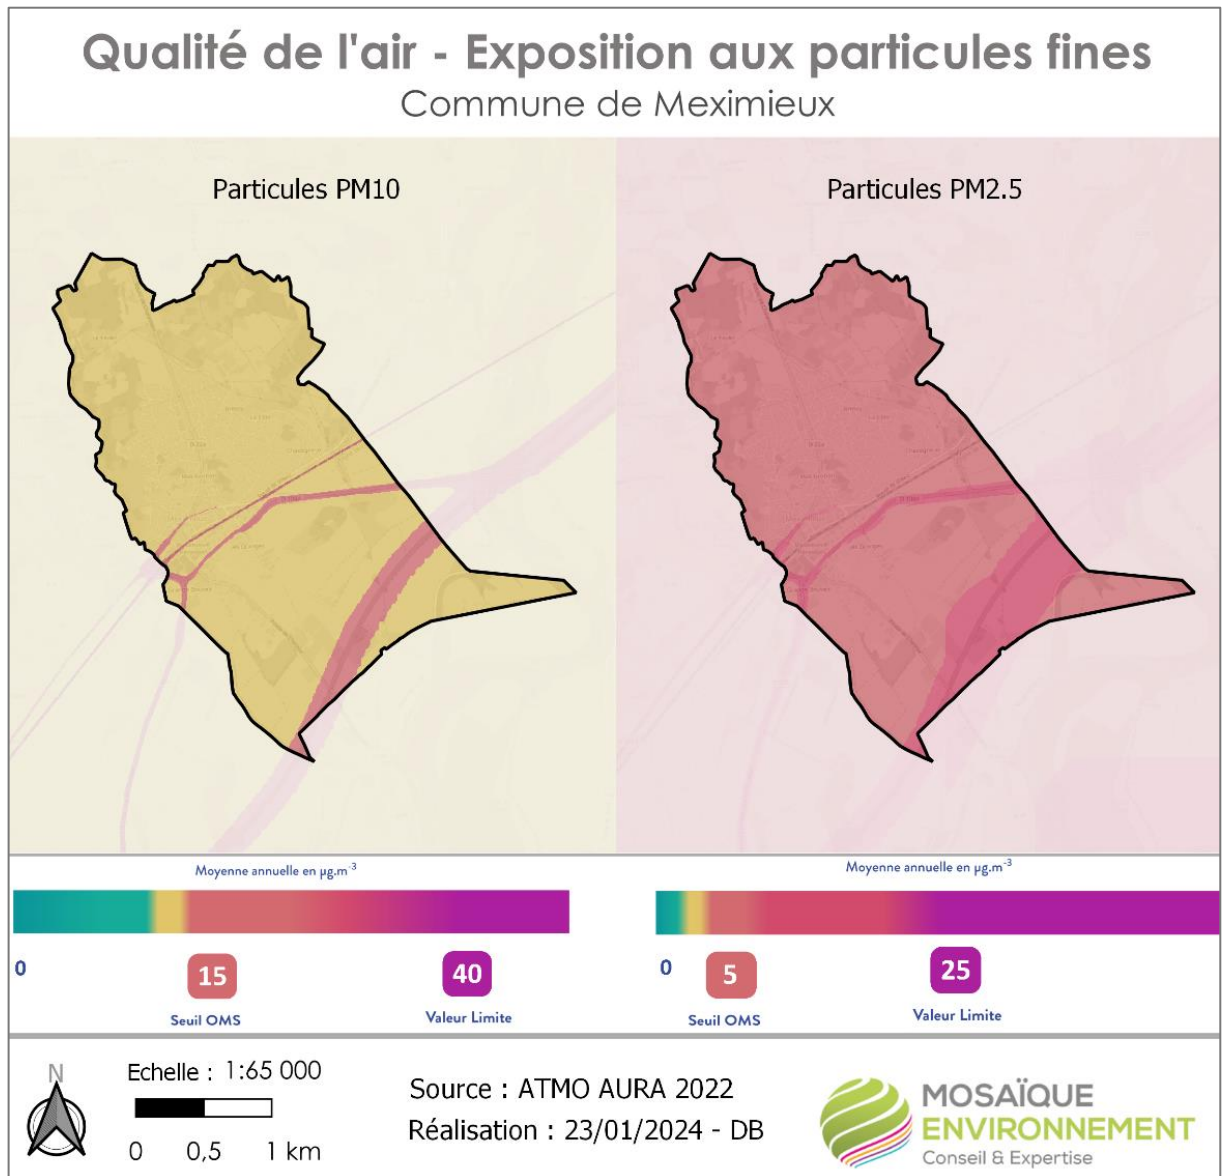 Qualité de l'air - Exposition aux particules fines
Commune de Meximieux
Particules PM10
Particules PM2.5
Moyenne annuelle en µg.m-3
Moyenne annuelle en µg.m-3
0
15
40
Seuil OMS
Valeur Limite
0
5
25
Seuil OMS
Valeur Limite
N
Echelle : 1:65 000
0 0,5 1 km
Source : ATMO AURA 2022
Réalisation : 23/01/2024 - DB
MOSAÏQUE
ENVIRONNEMENT
Conseil & Expertise